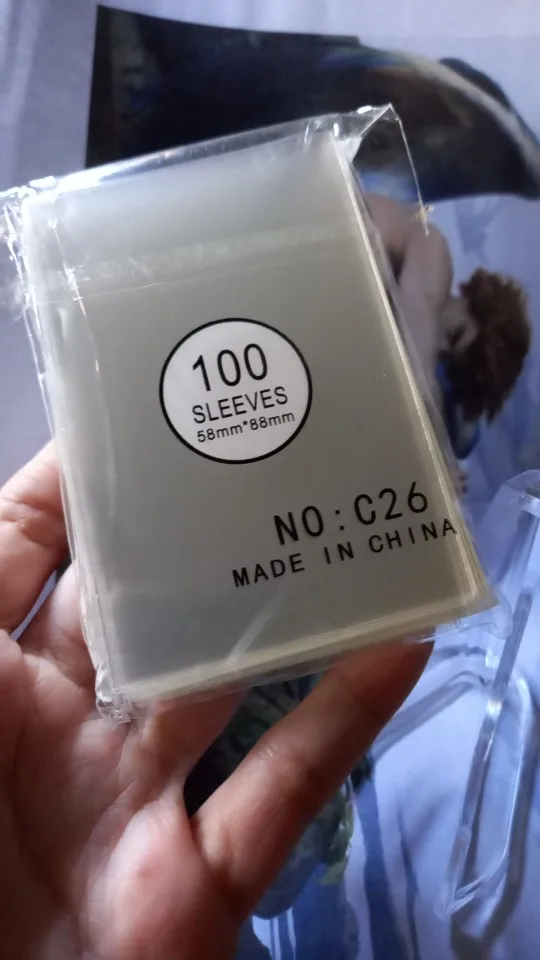 100
SLEEVES
58mm*88mm
NO:C26
MADE IN CHINA